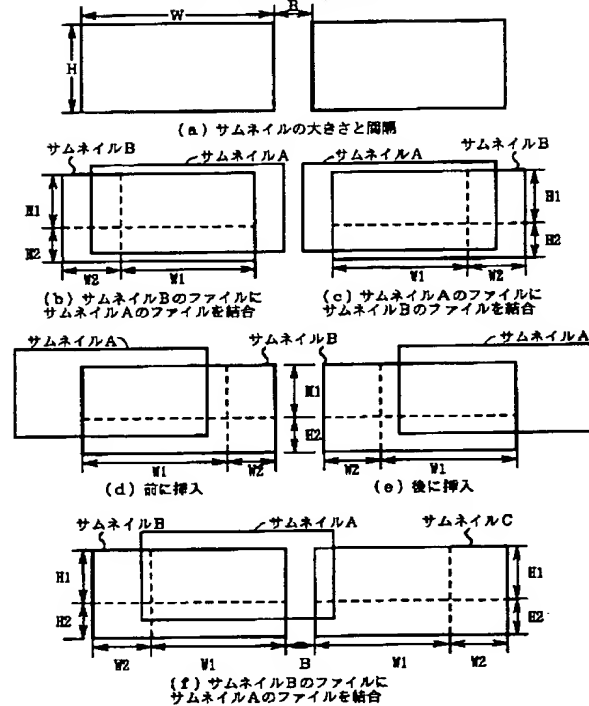 W
B
H
(a) サムネイルの大きさと間隔
サムネイルB
サムネイルA
サムネイルA
サムネイルB
H1
H2
W2
W1
H1
H2
W1
W2
(b) サムネイルBのファイルに
サムネイルAのファイルを結合
(c) サムネイルAのファイルに
サムネイルBのファイルを結合
サムネイルA
サムネイルB
サムネイルA
H1
H2
W1
W2
W2
W1
(d) 前に挿入
(e) 後に挿入
サムネイルB
サムネイルA
サムネイルC
H1
H2
H1
H2
W2
W1
B
W1
W2
(f) サムネイルBのファイルに
サムネイルAのファイルを結合